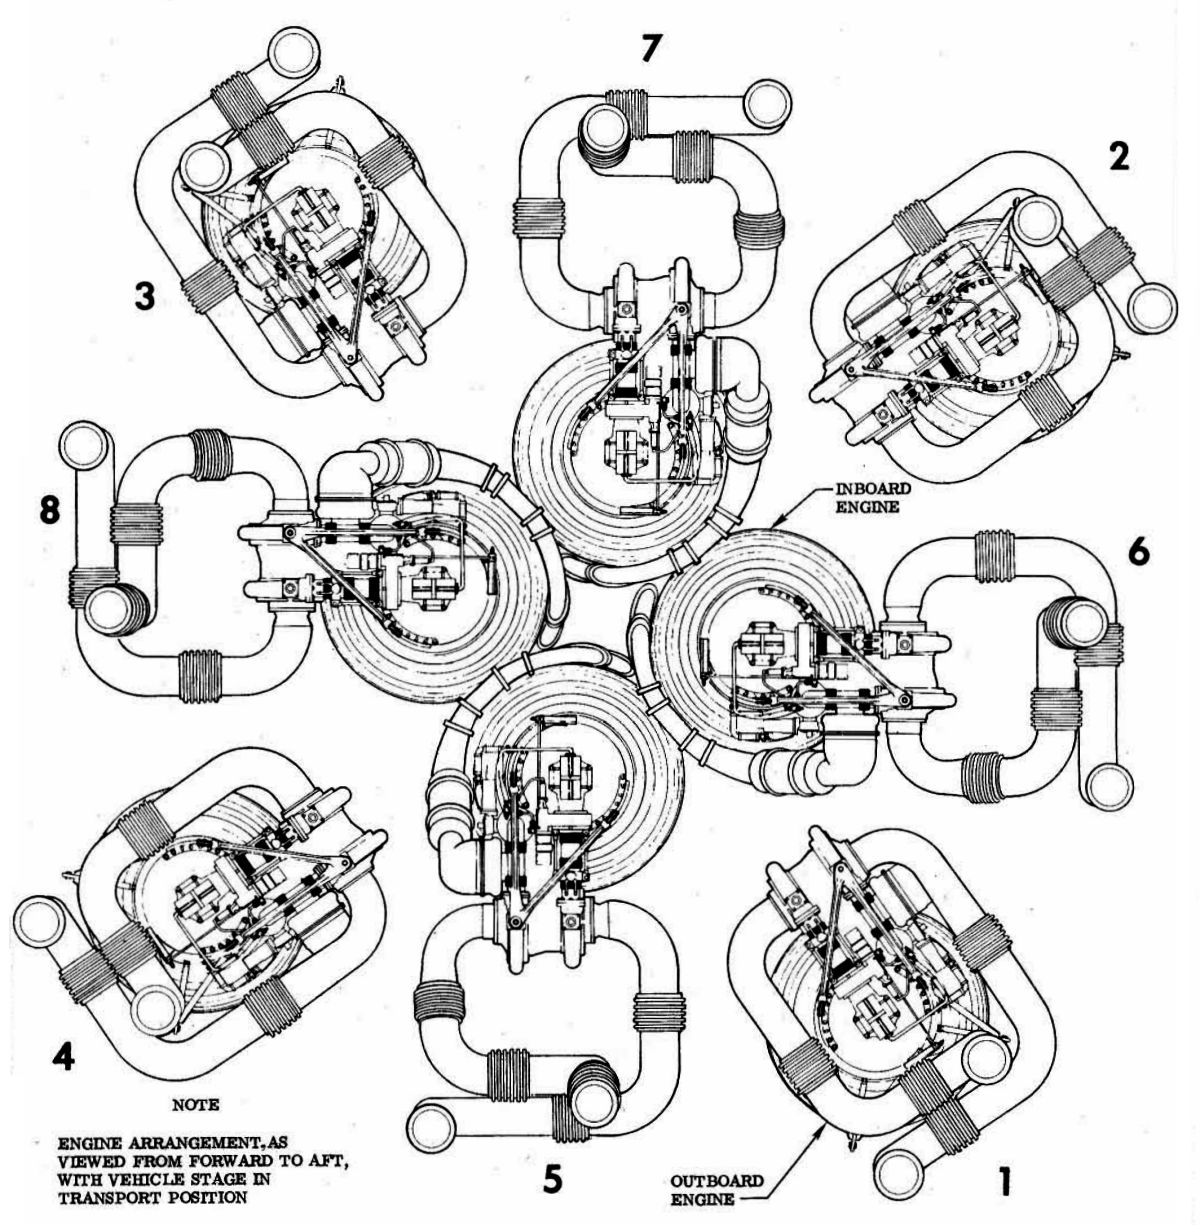 7
2
3
INBOARD
ENGINE
8
6
4
NOTE
ENGINE ARRANGEMENT, AS
VIEWED FROM FORWARD TO AFT,
WITH VEHICLE STAGE IN
TRANSPORT POSITION
5
OUTBOARD
ENGINE
1